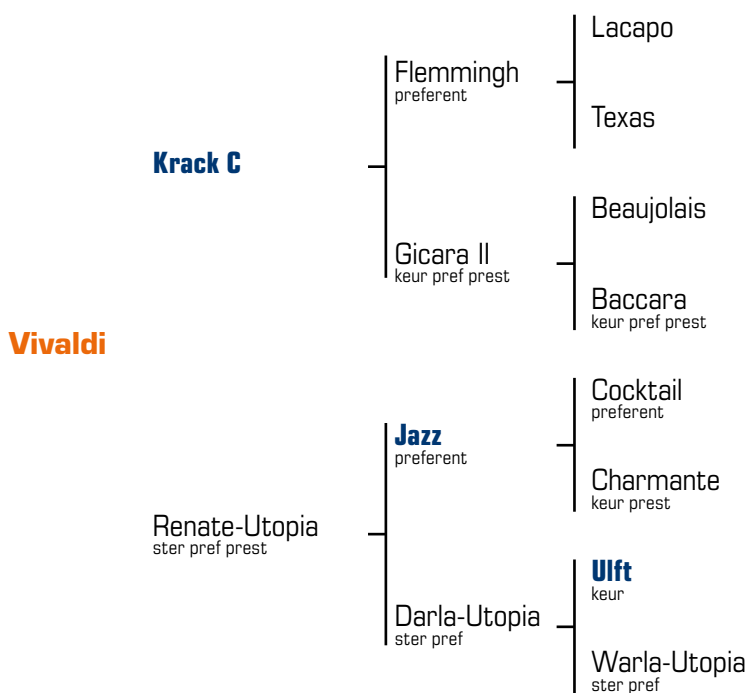 Lacapo
Flemmingh
preferent
Texas
Krack C
Beaujolais
Gicara II
keur pref prest
Baccara
keur pref prest
Vivaldi
Cocktail
preferent
Jazz
preferent
Charmante
keur prest
Renate-Utopia
ster pref prest
Ulft
keur
Darla-Utopia
ster pref
Warla-Utopia
ster pref